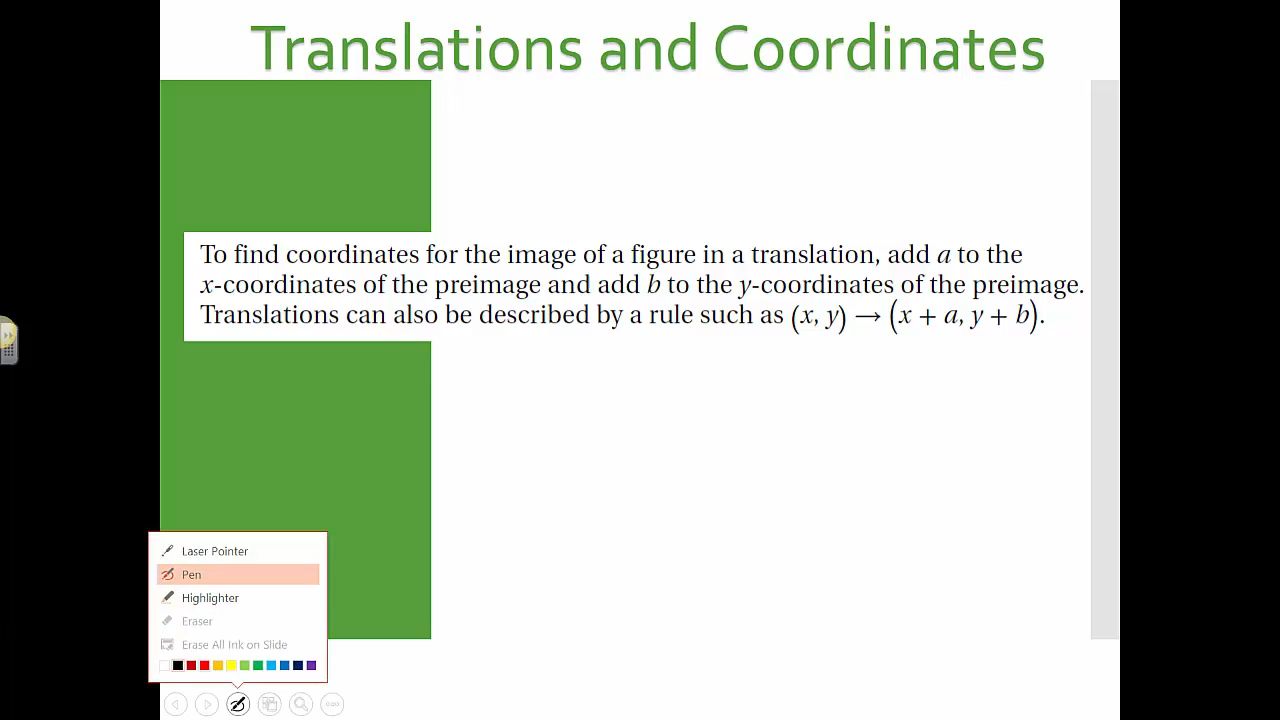 Translations and Coordinates
To find coordinates for the image of a figure in a translation, add a to the
x-coordinates of the preimage and add b to the y-coordinates of the preimage.
Translations can also be described by a rule such as (x, y) → (x + a, y + b).
Laser Pointer
Pen
Highlighter
Eraser
Erase All Ink on Slide